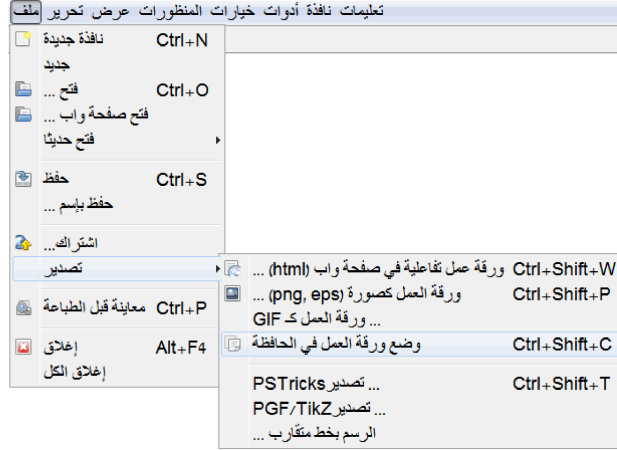 ملف تحرير عرض المنظورات خيارات أدوات نافذة تعليمات
نافذة جديدة Ctrl+N
جديد
فتح ... Ctrl+O
فتح صفحة واب ...
فتح حديثا
حفظ Ctrl+S
حفظ بإسم ...
اشتراك...
تصدير
معاينة قبل الطباعة Ctrl+P
إغلاق Alt+F4
إغلاق الكل
ورقة عمل تفاعلية في صفحة واب (html) ... Ctrl+Shift+W
ورقة العمل كصورة (png, eps) ... Ctrl+Shift+P
ورقة العمل كـ GIF ...
وضع ورقة العمل في الحافظة Ctrl+Shift+C
تصدير PSTricks ... Ctrl+Shift+T
تصدير PGF/TikZ ...
الرسم بخط متقارب ...